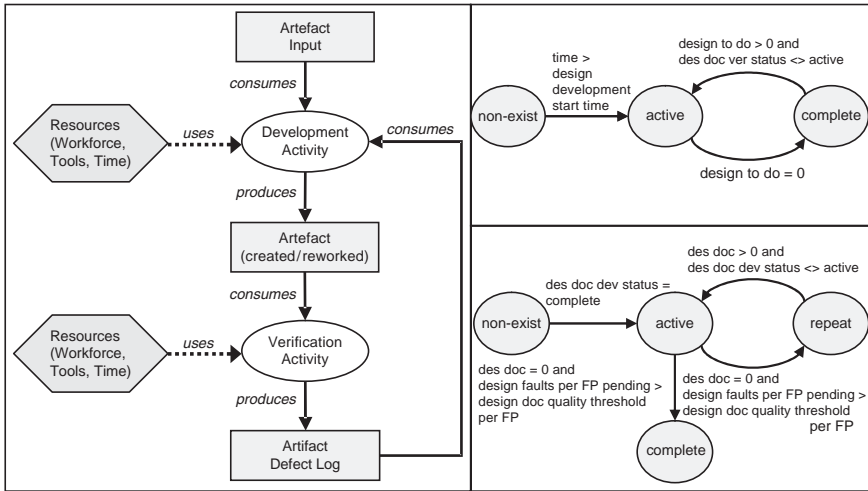 Artefact
Input
consumes
Resources
(Workforce,
Tools, Time)
uses
Development
Activity
consumes
produces
Artefact
(created/reworked)
consumes
Resources
(Workforce,
Tools, Time)
uses
Verification
Activity
produces
Artifact
Defect Log
non-exist
time >
design
development
start time
active
design to do > 0 and
des doc ver status <> active
complete
design to do = 0
non-exist
des doc dev status =
complete
active
des doc > 0 and
des doc dev status <> active
repeat
des doc = 0 and
design faults per FP pending >
design doc quality threshold
per FP
des doc = 0 and
design faults per FP pending >
design doc quality threshold
per FP
complete